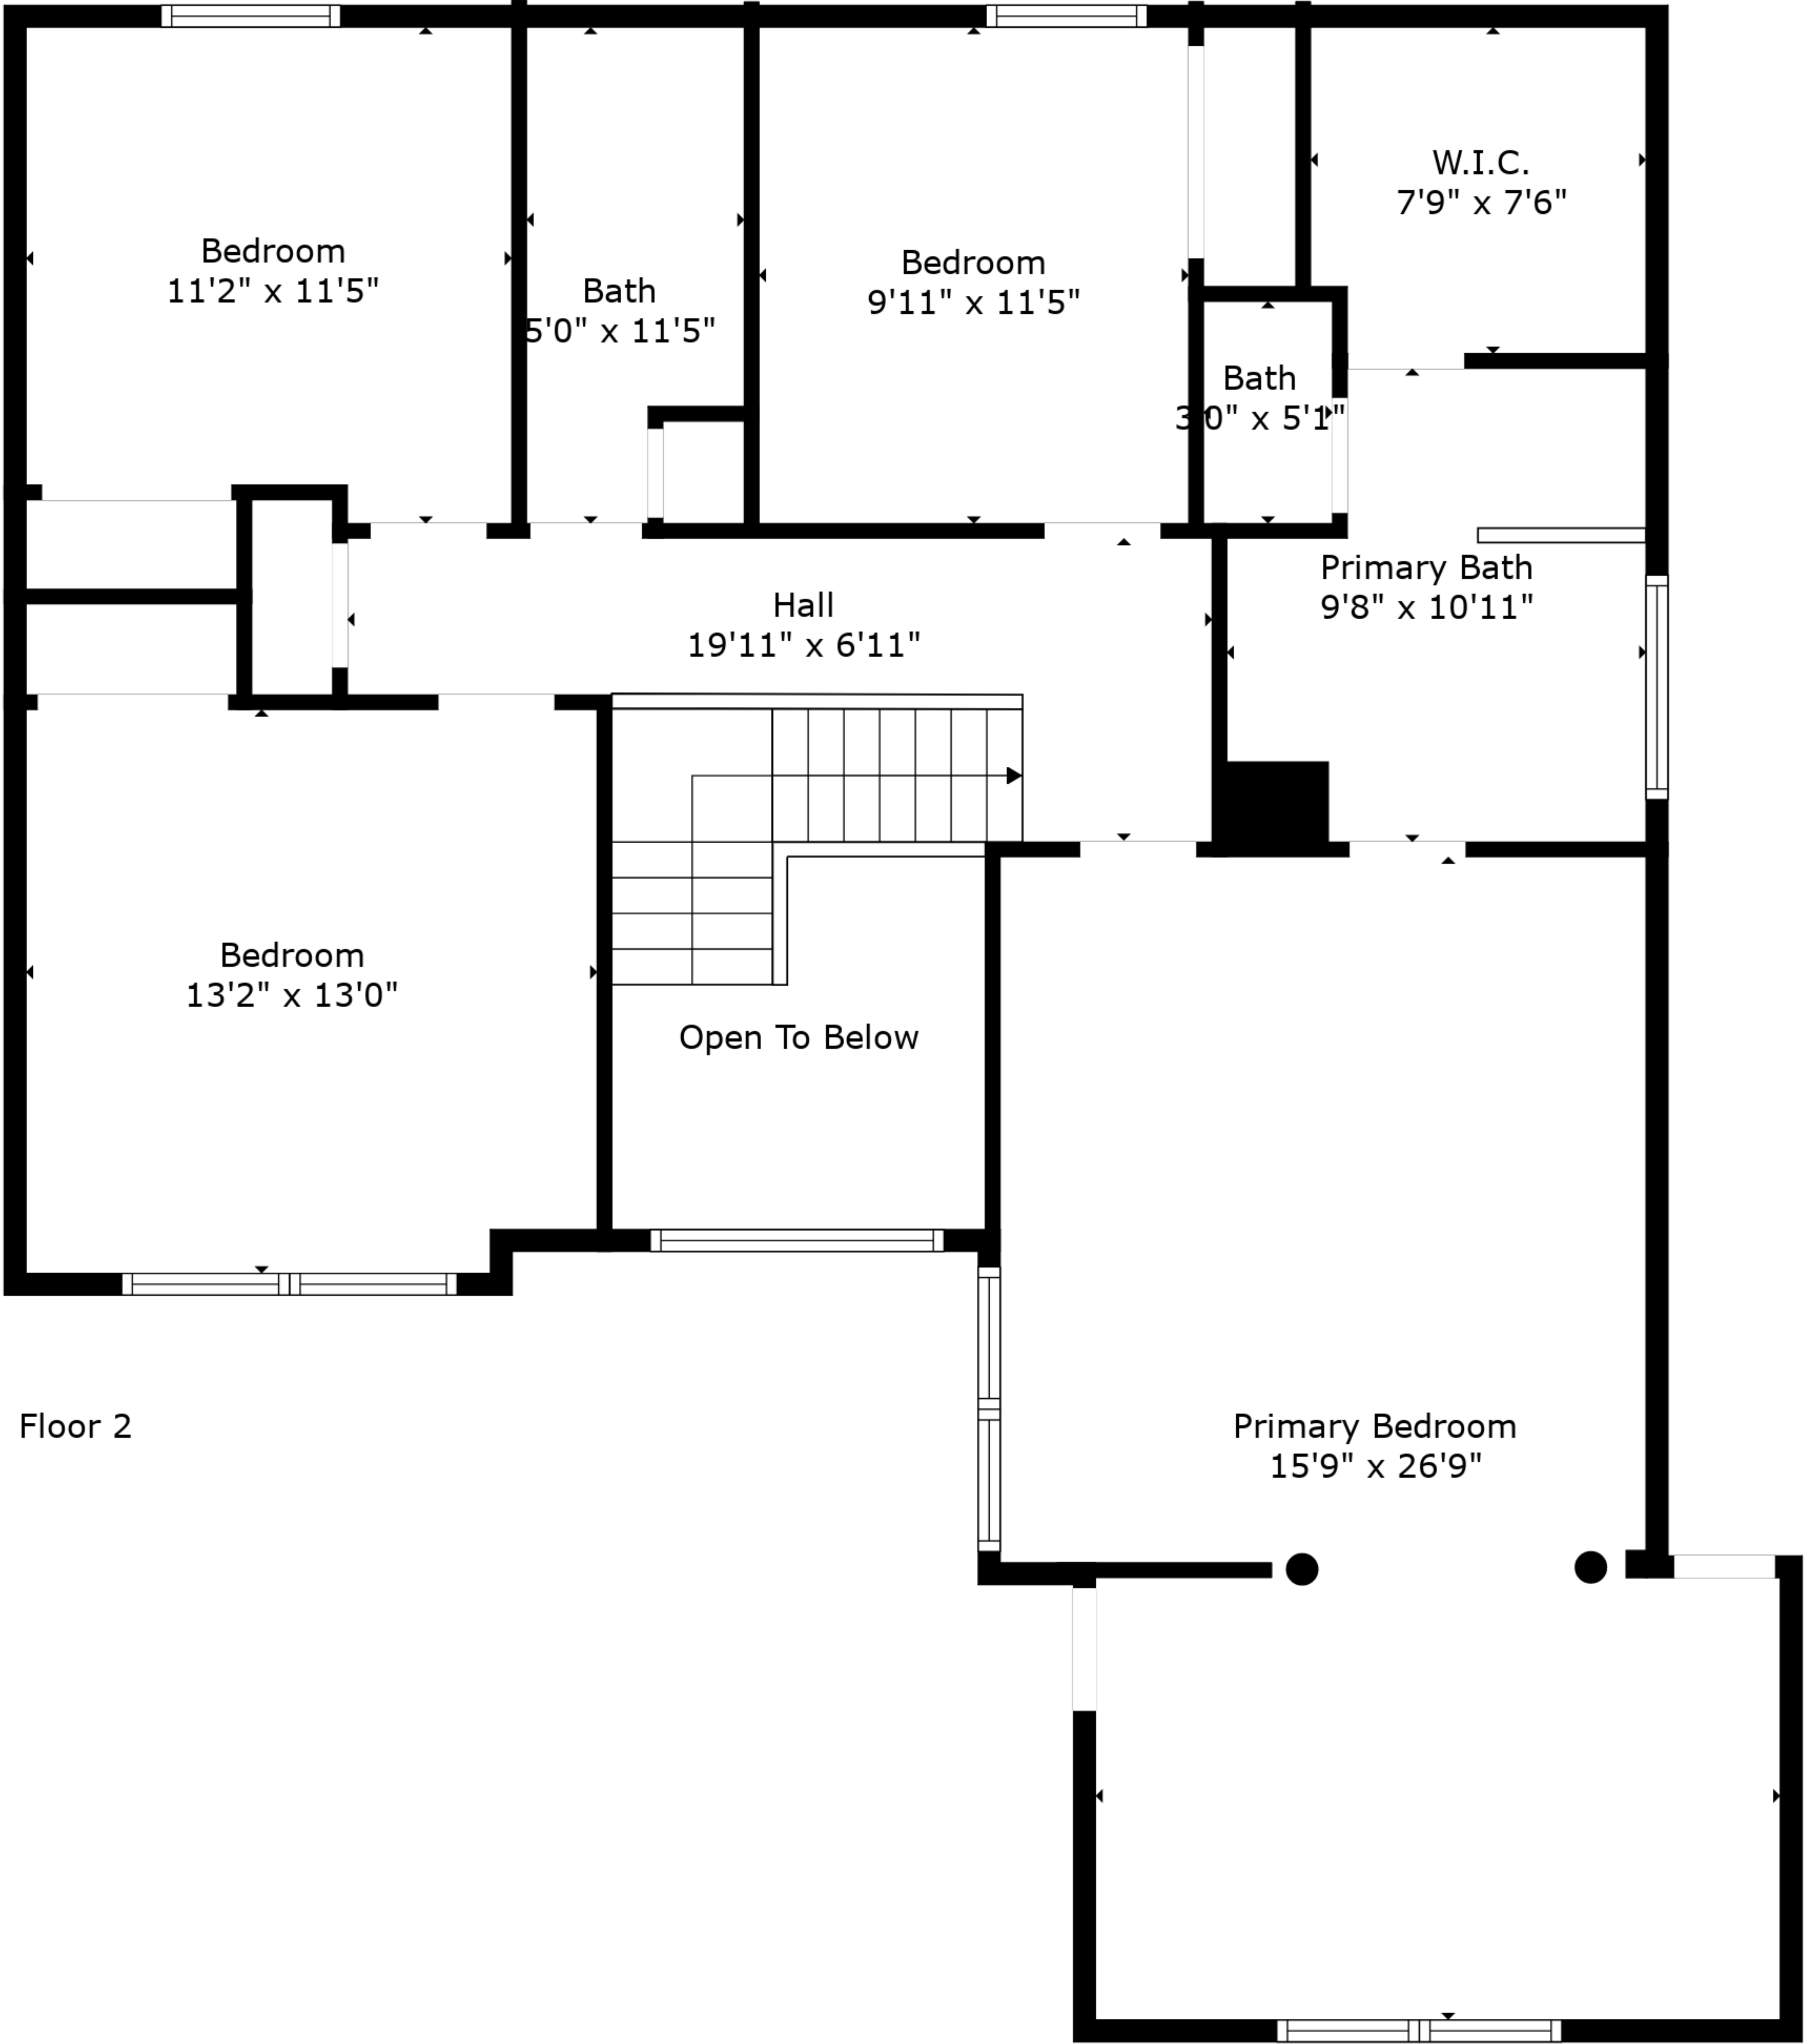 Bedroom
11'2" x 11'5"
Bath
5'0" x 11'5"
Bedroom
9'11" x 11'5"
W.I.C.
7'9" x 7'6"
Bath
3'0" x 5'1"
Primary Bath
9'8" x 10'11"
Hall
19'11" x 6'11"
Bedroom
13'2" x 13'0"
Open To Below
Floor 2
Primary Bedroom
15'9" x 26'9"